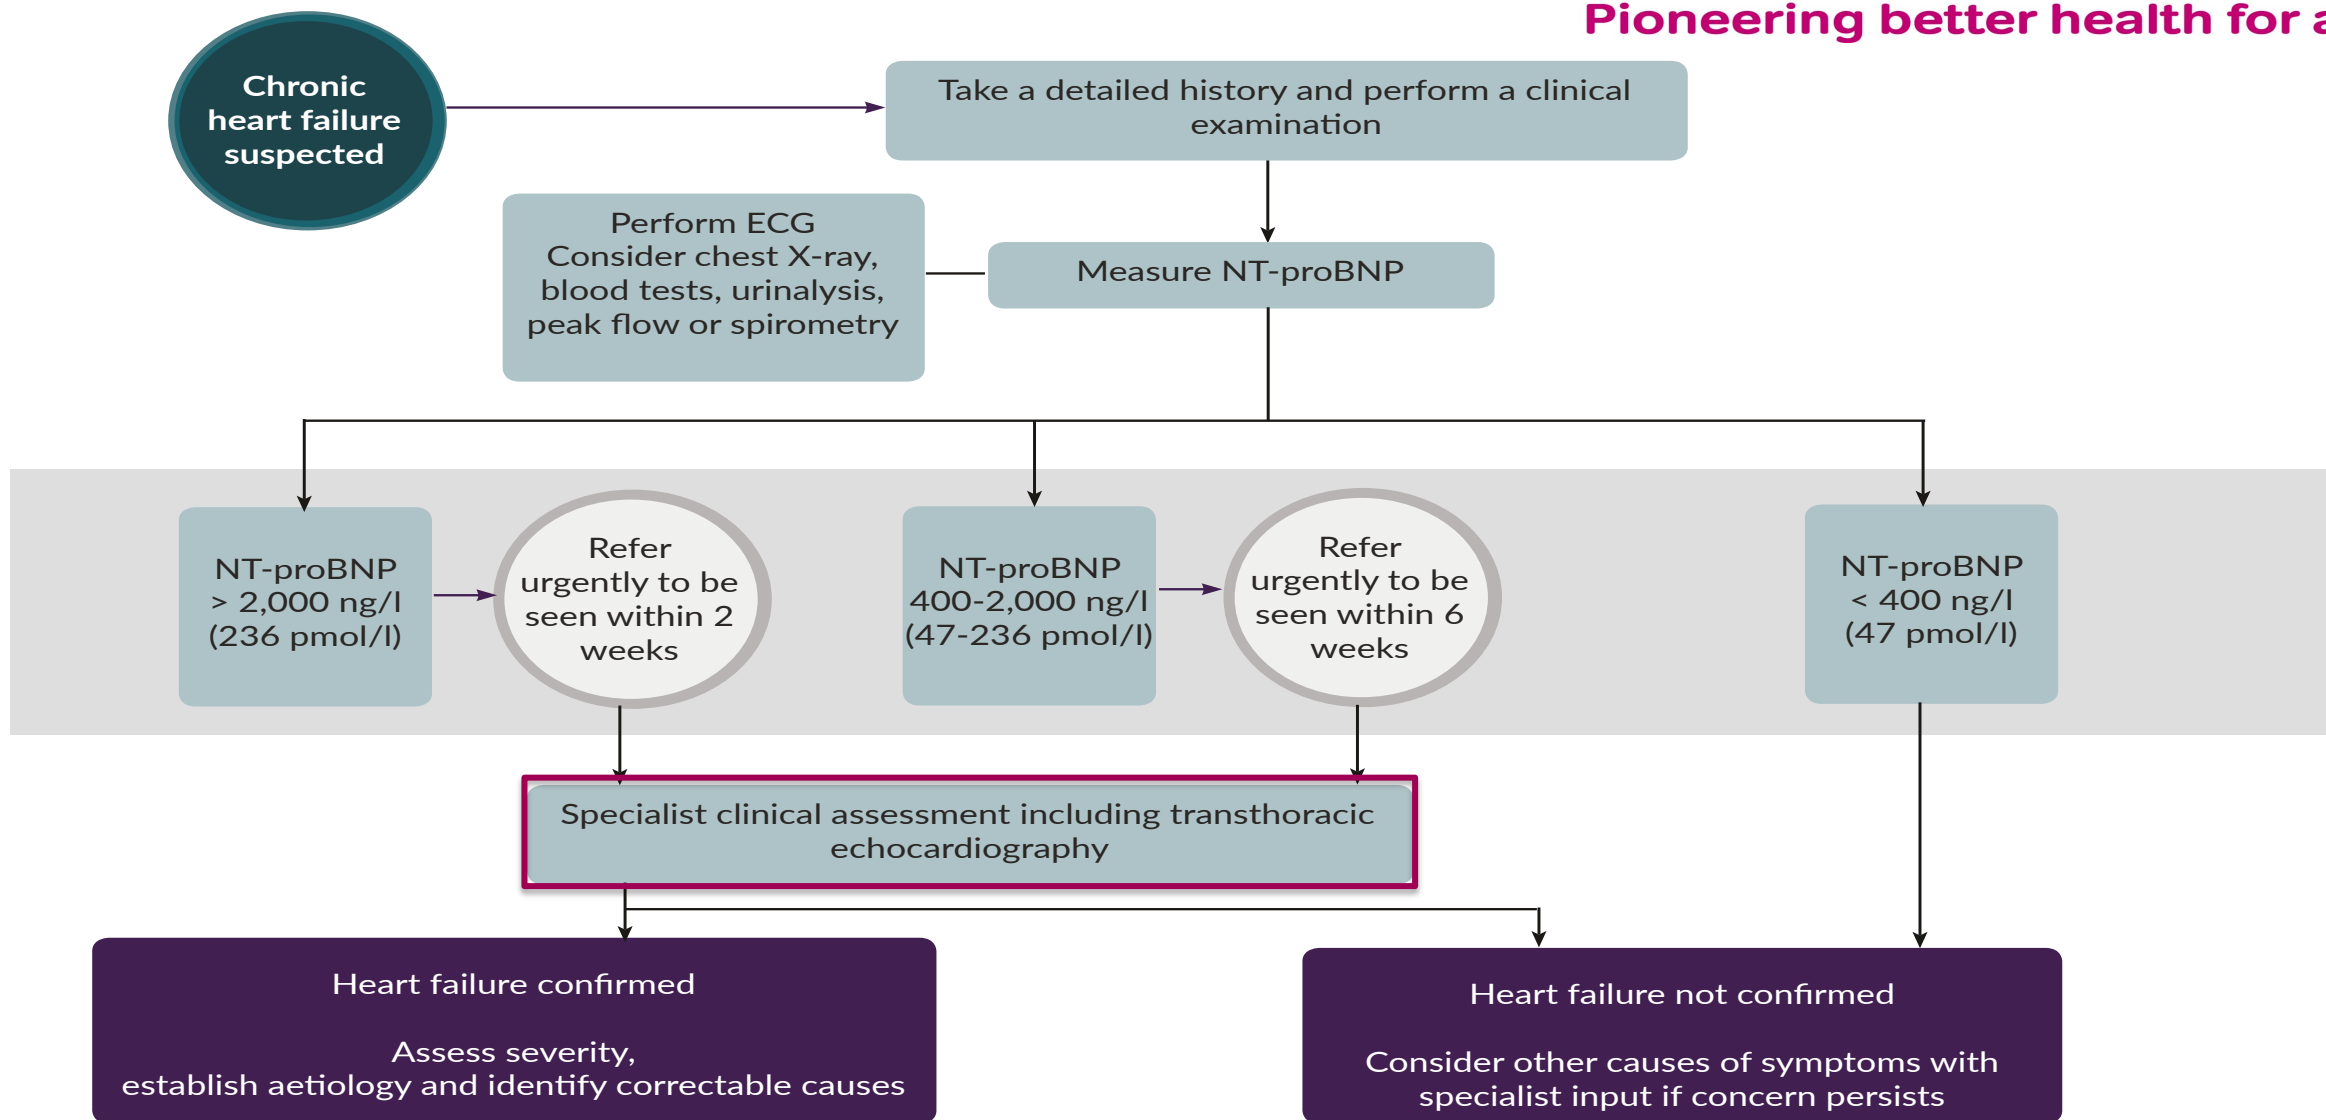 Pioneering better health for a
Chronic
heart failure
suspected
Take a detailed history and perform a clinical
examination
Perform ECG
Consider chest X-ray,
blood tests, urinalysis,
peak flow or spirometry
Measure NT-proBNP
NT-proBNP
> 2,000 ng/l
(236 pmol/l)
Refer
urgently to be
seen within 2
weeks
NT-proBNP
400-2,000 ng/l
(47-236 pmol/l)
Refer
urgently to be
seen within 6
weeks
NT-proBNP
< 400 ng/l
(47 pmol/l)
Specialist clinical assessment including transthoracic
echocardiography
Heart failure confirmed
Assess severity,
establish aetiology and identify correctable causes
Heart failure not confirmed
Consider other causes of symptoms with
specialist input if concern persists